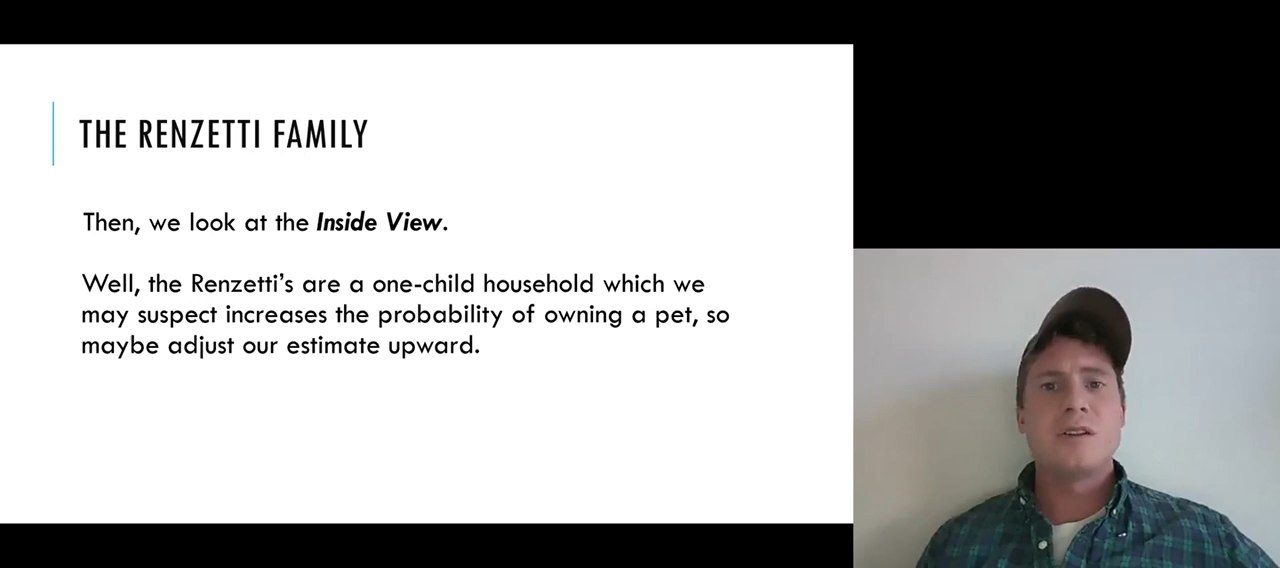 THE RENZETTI FAMILY
Then, we look at the Inside View.
Well, the Renzetti’s are a one-child household which we
may suspect increases the probability of owning a pet, so
maybe adjust our estimate upward.